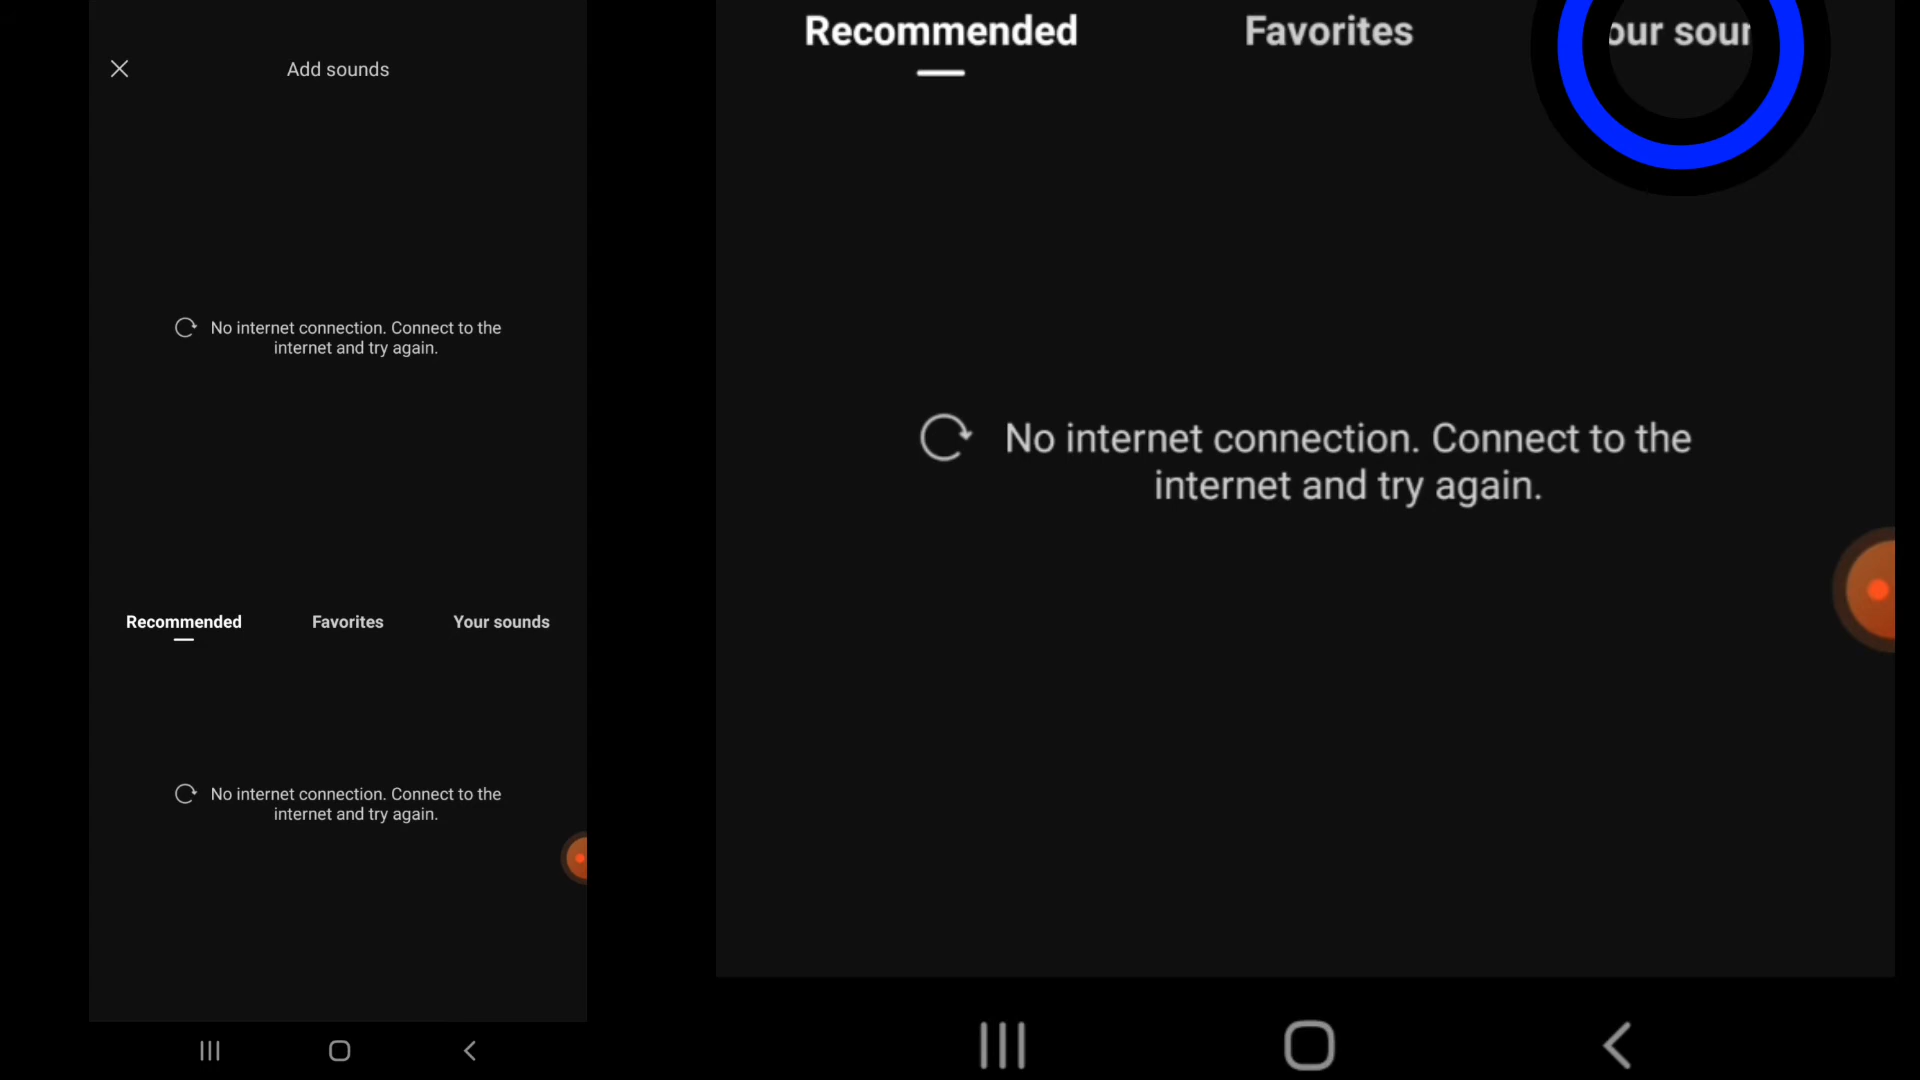 Add sounds
No internet connection. Connect to the
internet and try again.
Recommended Favorites Your sounds
No internet connection. Connect to the
internet and try again.
Recommended Favorites our soun
No internet connection. Connect to the
internet and try again.